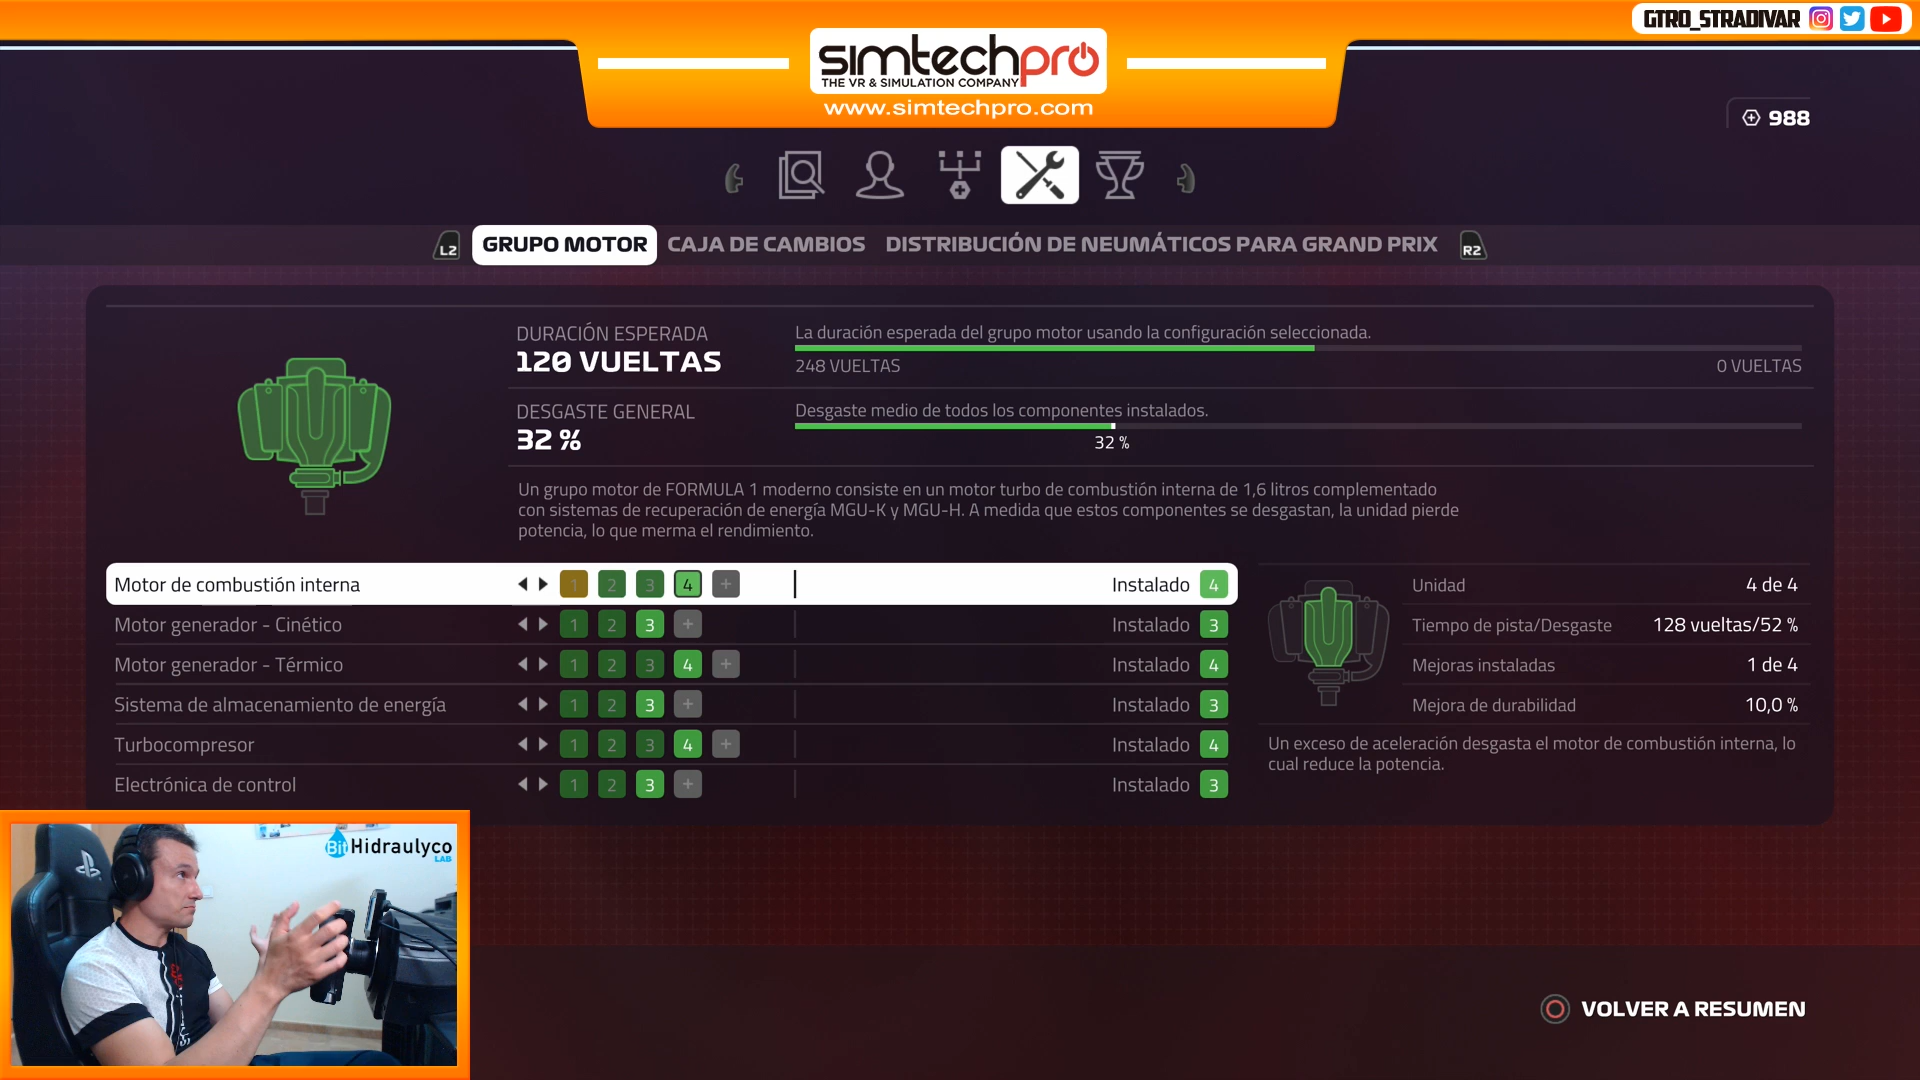 GTRO_STRADIVAR
simtechpro
THE VR & SIMULATION COMPANY
www.simtechpro.com
988
L2 GRUPO MOTOR CAJA DE CAMBIOS DISTRIBUCIÓN DE NEUMÁTICOS PARA GRAND PRIX R2
DURACIÓN ESPERADA
120 VUELTAS
La duración esperada del grupo motor usando la configuración seleccionada.
248 VUELTAS 0 VUELTAS
DESGASTE GENERAL
32 %
Desgaste medio de todos los componentes instalados.
32 %
Un grupo motor de FORMULA 1 moderno consiste en un motor turbo de combustión interna de 1,6 litros complementado
con sistemas de recuperación de energía MGU-K y MGU-H. A medida que estos componentes se desgastan, la unidad pierde
potencia, lo que merma el rendimiento.
Motor de combustión interna 1 2 3 4 + Instalado 4
Motor generador - Cinético 1 2 3 + Instalado 3
Motor generador - Térmico 1 2 3 4 + Instalado 4
Sistema de almacenamiento de energía 1 2 3 + Instalado 3
Turbocompresor 1 2 3 4 + Instalado 4
Electrónica de control 1 2 3 + Instalado 3
Unidad 4 de 4
Tiempo de pista/Desgaste 128 vueltas/52 %
Mejoras instaladas 1 de 4
Mejora de durabilidad 10,0 %
Un exceso de aceleración desgasta el motor de combustión interna, lo
cual reduce la potencia.
BitHidraulyco
LAB
VOLVER A RESUMEN